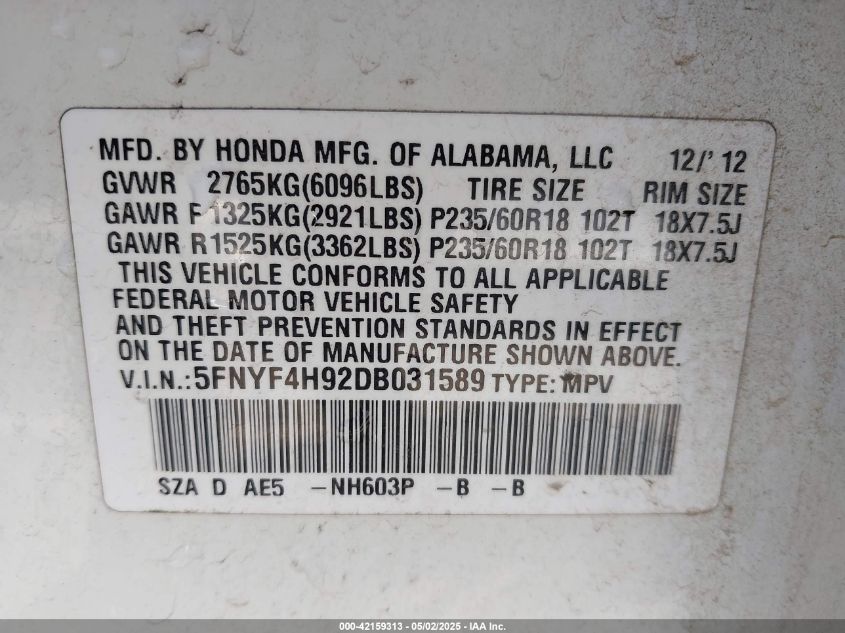 MFD. BY HONDA MFG. OF ALABAMA, LLC 12/'12
GVWR 2765KG(6096LBS) TIRE SIZE RIM SIZE
GAWR F 1325KG(2921LBS) P235/60R18 102T 18X7.5J
GAWR R1525KG(3362LBS) P235/60R18 102T 18X7.5J
THIS VEHICLE CONFORMS TO ALL APPLICABLE
FEDERAL MOTOR VEHICLE SAFETY
AND THEFT PREVENTION STANDARDS IN EFFECT
ON THE DATE OF MANUFACTURE SHOWN ABOVE.
V.I.N.:5FNYF4H92DB031589 TYPE: MPV
SZA D AE5 -NH603P -B -B
000-42159313 - 05/02/2025 - IAA Inc.